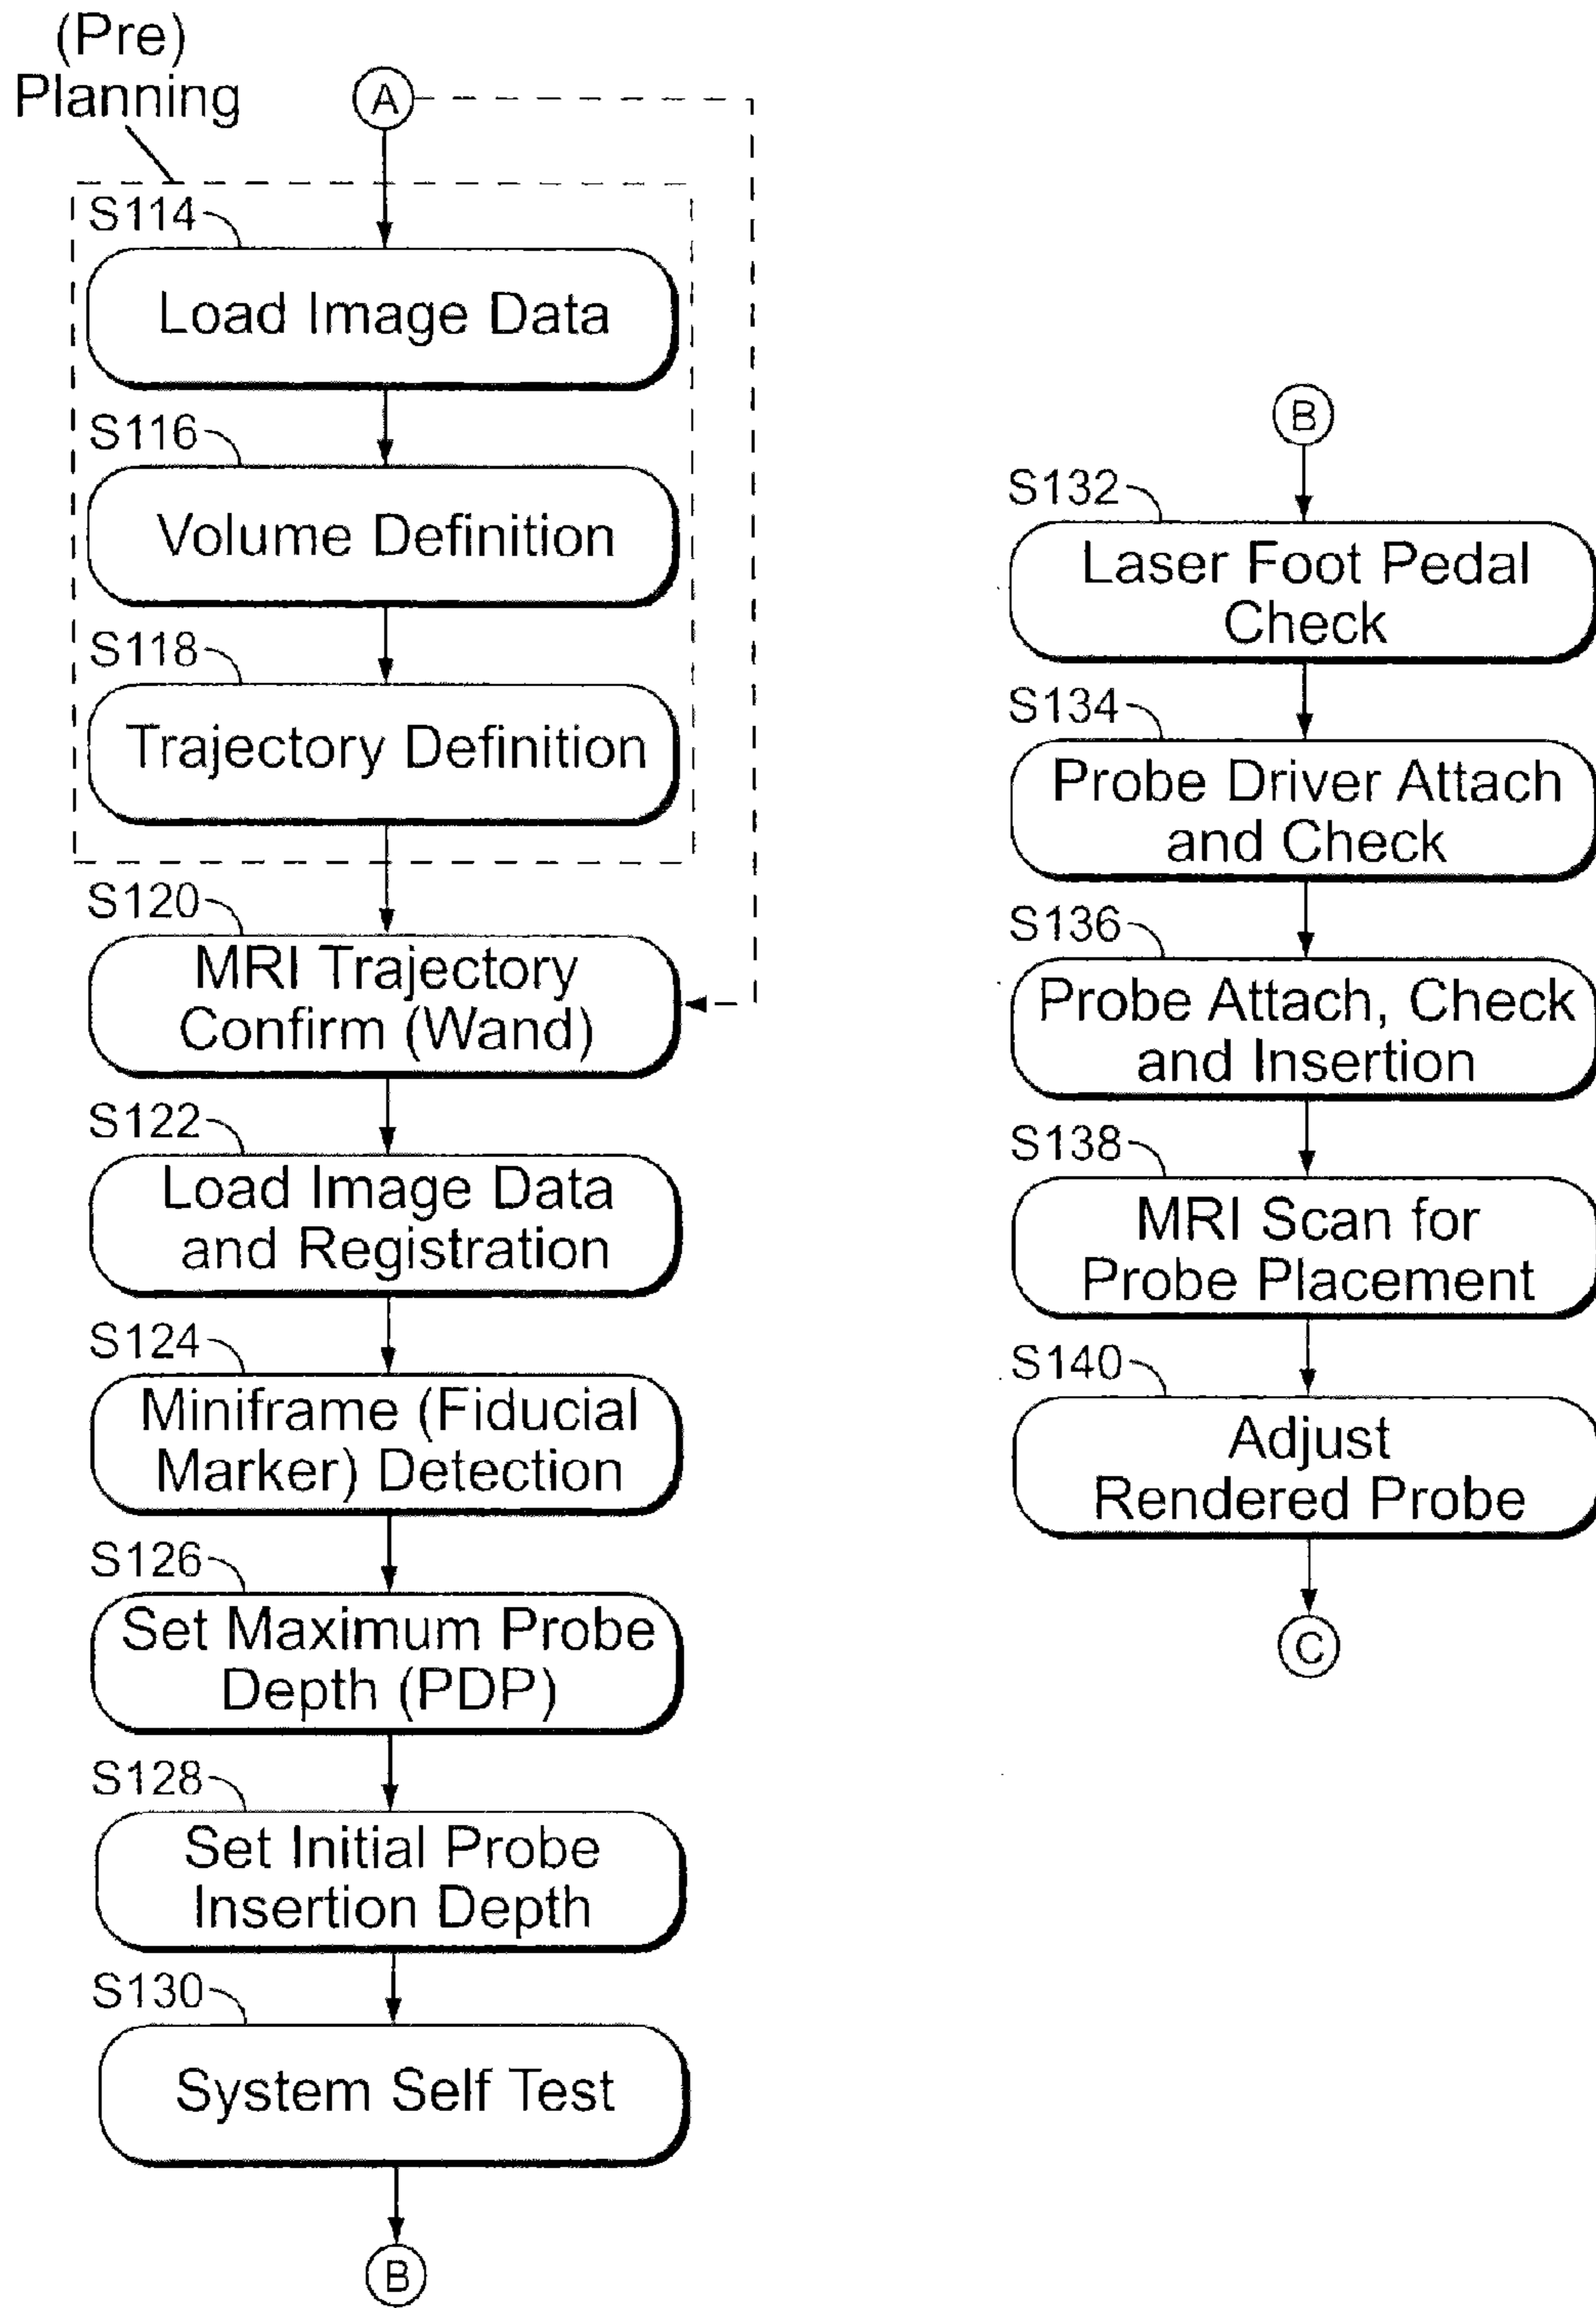 (Pre)
Planning
A
S114
Load Image Data
S116
Volume Definition
S118
Trajectory Definition
S120
MRI Trajectory
Confirm (Wand)
S122
Load Image Data
and Registration
S124
Miniframe (Fiducial
Marker) Detection
S126
Set Maximum Probe
Depth (PDP)
S128
Set Initial Probe
Insertion Depth
S130
System Self Test
B
B
S132
Laser Foot Pedal
Check
S134
Probe Driver Attach
and Check
S136
Probe Attach, Check
and Insertion
S138
MRI Scan for
Probe Placement
S140
Adjust
Rendered Probe
C